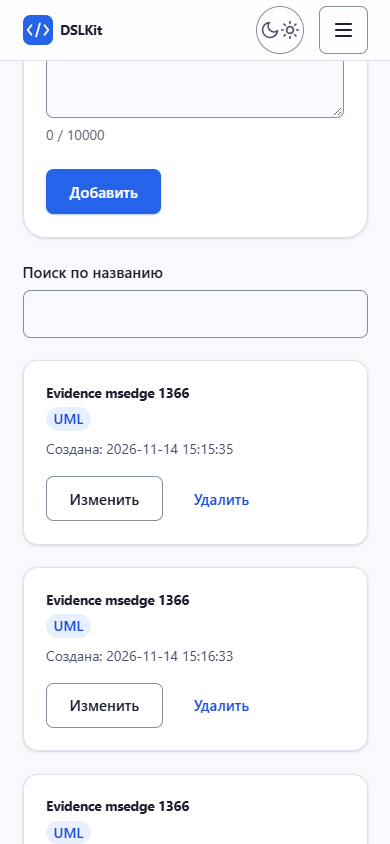 DSLKit
0 / 10000
Добавить
Поиск по названию
Evidence msedge 1366
UML
Создана: 2026-11-14 15:15:35
Изменить Удалить
Evidence msedge 1366
UML
Создана: 2026-11-14 15:16:33
Изменить Удалить
Evidence msedge 1366
UML